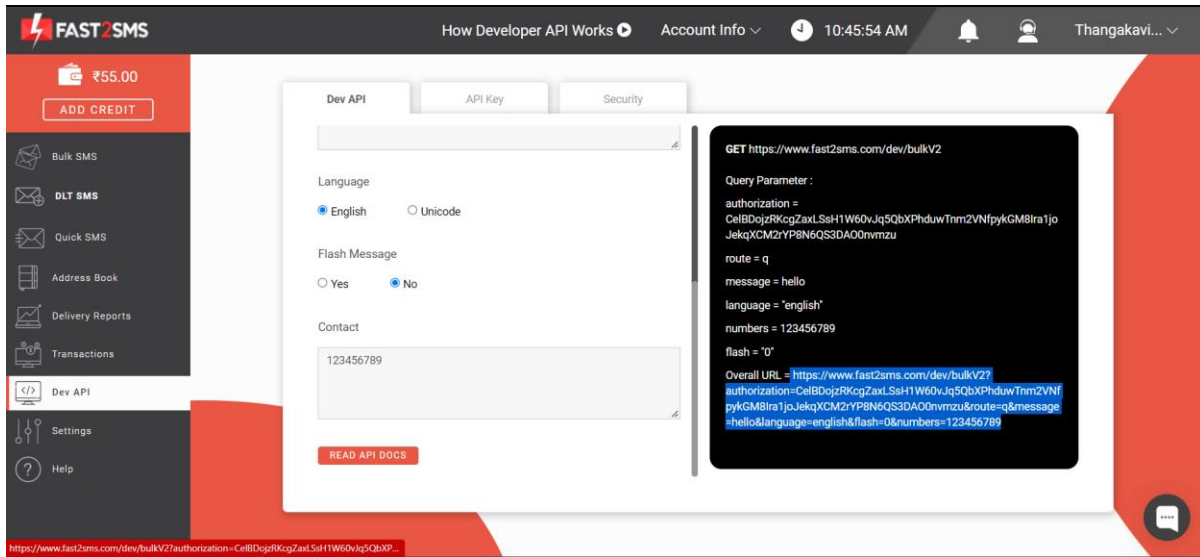 FAST2SMS
How Developer API Works
Account Info
10:45:54 AM
Thangakavi...
₹55.00
ADD CREDIT
Bulk SMS
DLT SMS
Quick SMS
Address Book
Delivery Reports
Transactions
Dev API
Settings
Help
Dev API
API Key
Security
Language
English
Unicode
Flash Message
Yes
No
Contact
123456789
READ API DOCS
GET https://www.fast2sms.com/dev/bulkV2
Query Parameter :
authorization =
CelBDojzRKcgZaxLSsH1W60vJq5QbXPhduwTnm2VNfpykGM8Ira1jo
JekqXCM2rYP8N6QS3DAO0nvmzu
route = q
message = hello
language = "english"
numbers = 123456789
flash = "0"
Overall URL = https://www.fast2sms.com/dev/bulkV2?
authorization=CelBDojzRKcgZaxLSsH1W60vJq5QbXPhduwTnm2VNf
pykGM8Ira1joJekqXCM2rYP8N6QS3DAO0nvmzu&route=q&message
=hello&language=english&flash=0&numbers=123456789
https://www.fast2sms.com/dev/bulkV2?authorization=CelBDojzRKcgZaxLSsH1W60vJq5QbXP...